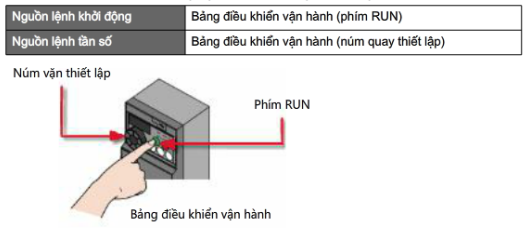 Nguồn lệnh khởi động Bảng điều khiển vận hành (phím RUN)
Nguồn lệnh tần số Bảng điều khiển vận hành (núm quay thiết lập)
Núm vặn thiết lập
Phím RUN
Bảng điều khiển vận hành